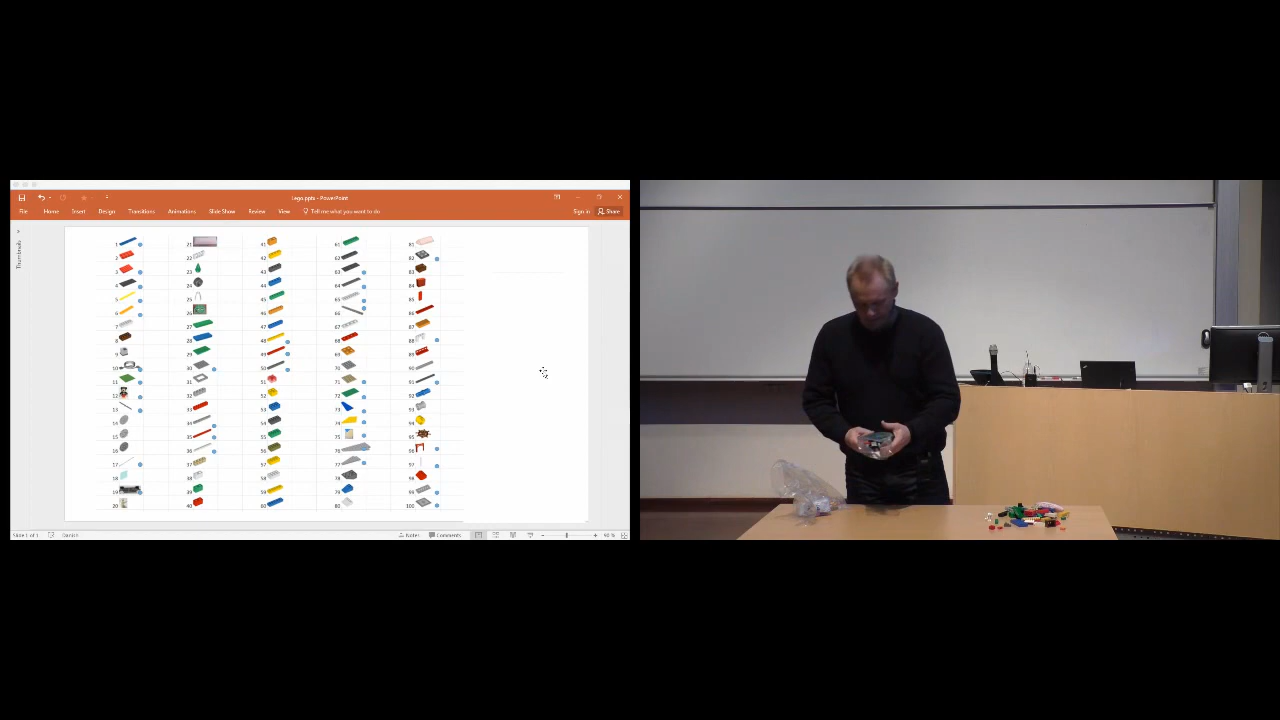 Lego.pptx - PowerPoint
File Home Insert Design Transitions Animations Slide Show Review View Tell me what you want to do Sign in Share
Thumbnails
1 21 41 61 81
2 22 42 62 82
3 23 43 63 83
4 24 44 64 84
5 25 45 65 85
6 26 46 66 86
7 27 47 67 87
8 28 48 68 88
9 29 49 69 89
10 30 50 70 90
11 31 51 71 91
12 32 52 72 92
13 33 53 73 93
14 34 54 74 94
15 35 55 75 95
16 36 56 76 96
17 37 57 77 97
18 38 58 78 98
19 39 59 79 99
20 40 60 80 100
Slide 1 of 1 Danish Notes Comments 90 %